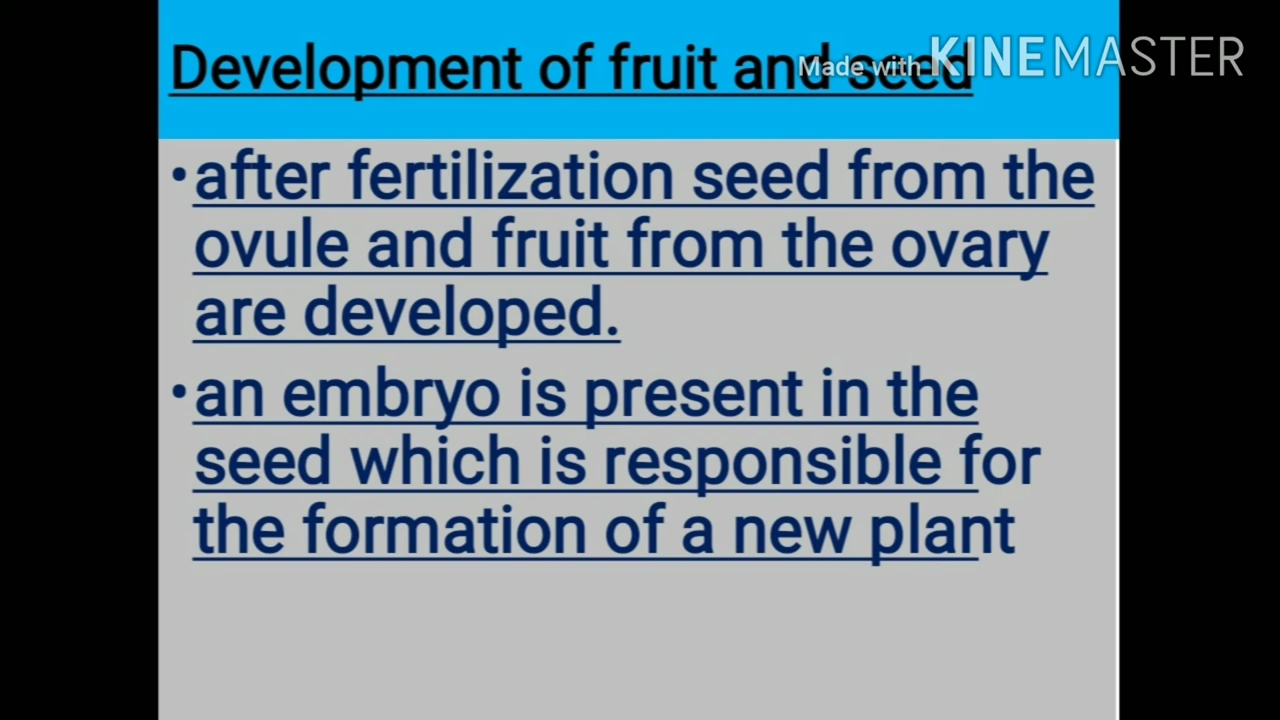 Development of fruit and seed
Made with KINEMASTER
•after fertilization seed from the
ovule and fruit from the ovary
are developed.
•an embryo is present in the
seed which is responsible for
the formation of a new plant